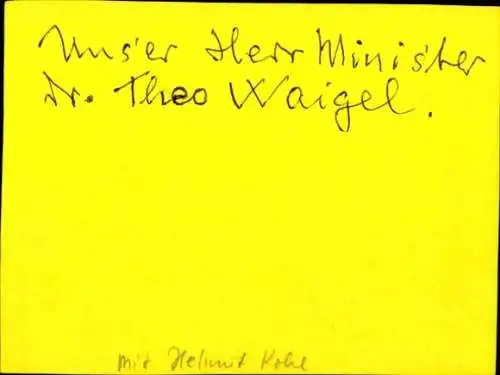 Unser Herr Minister
Dr. Theo Waigel.
mit Helmut Kohl